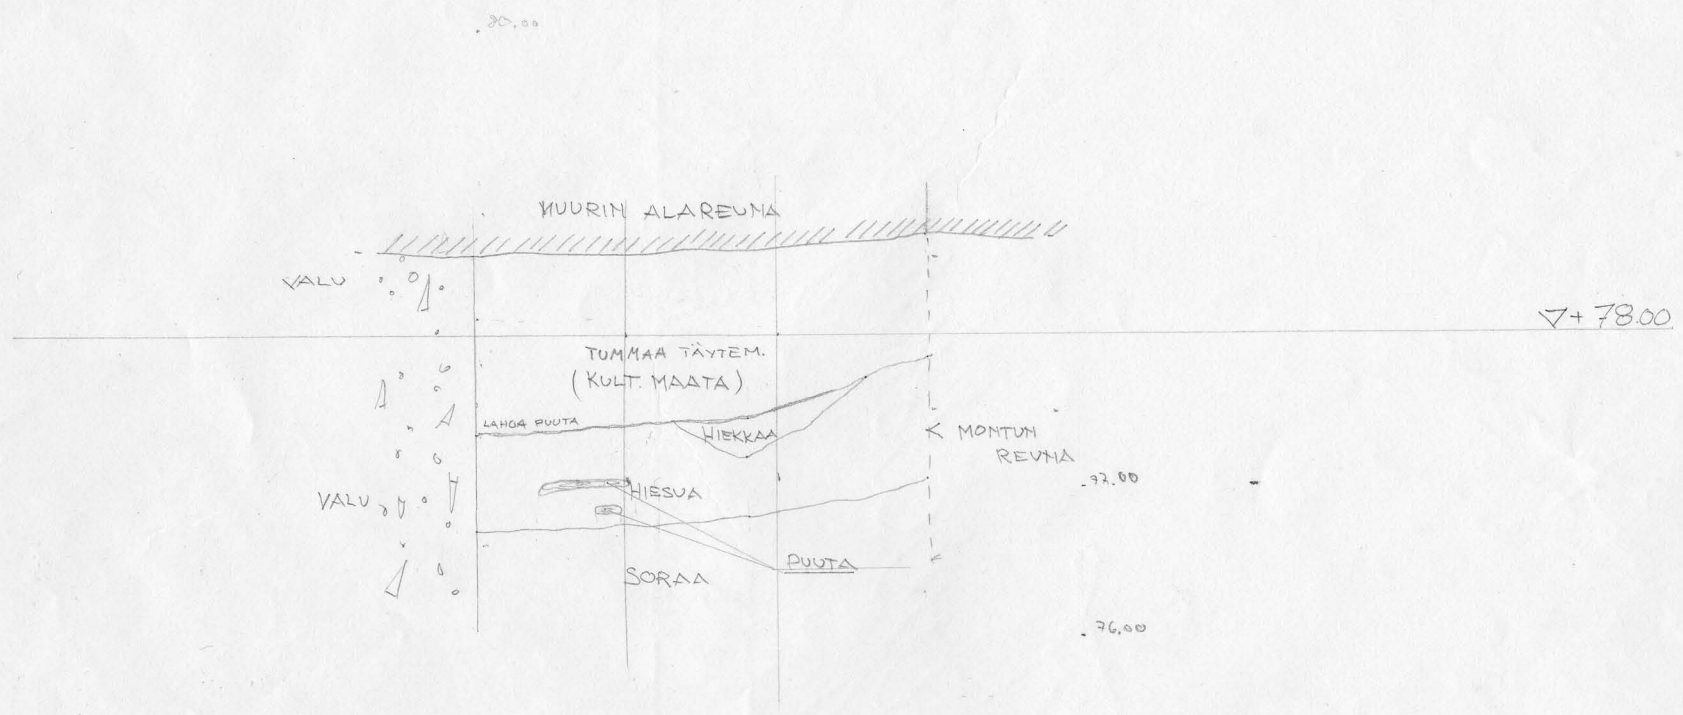 80.00
MUURIN ALAREUNA
VALU
▽+ 78.00
TUMMAA TÄYTEM.
(KULT. MAATA)
LAHOA PUUTA
HIEKKAA
< MONTUN
REUNA
77.00
HIESUA
VALU
PUUTA
SORAA
76.00